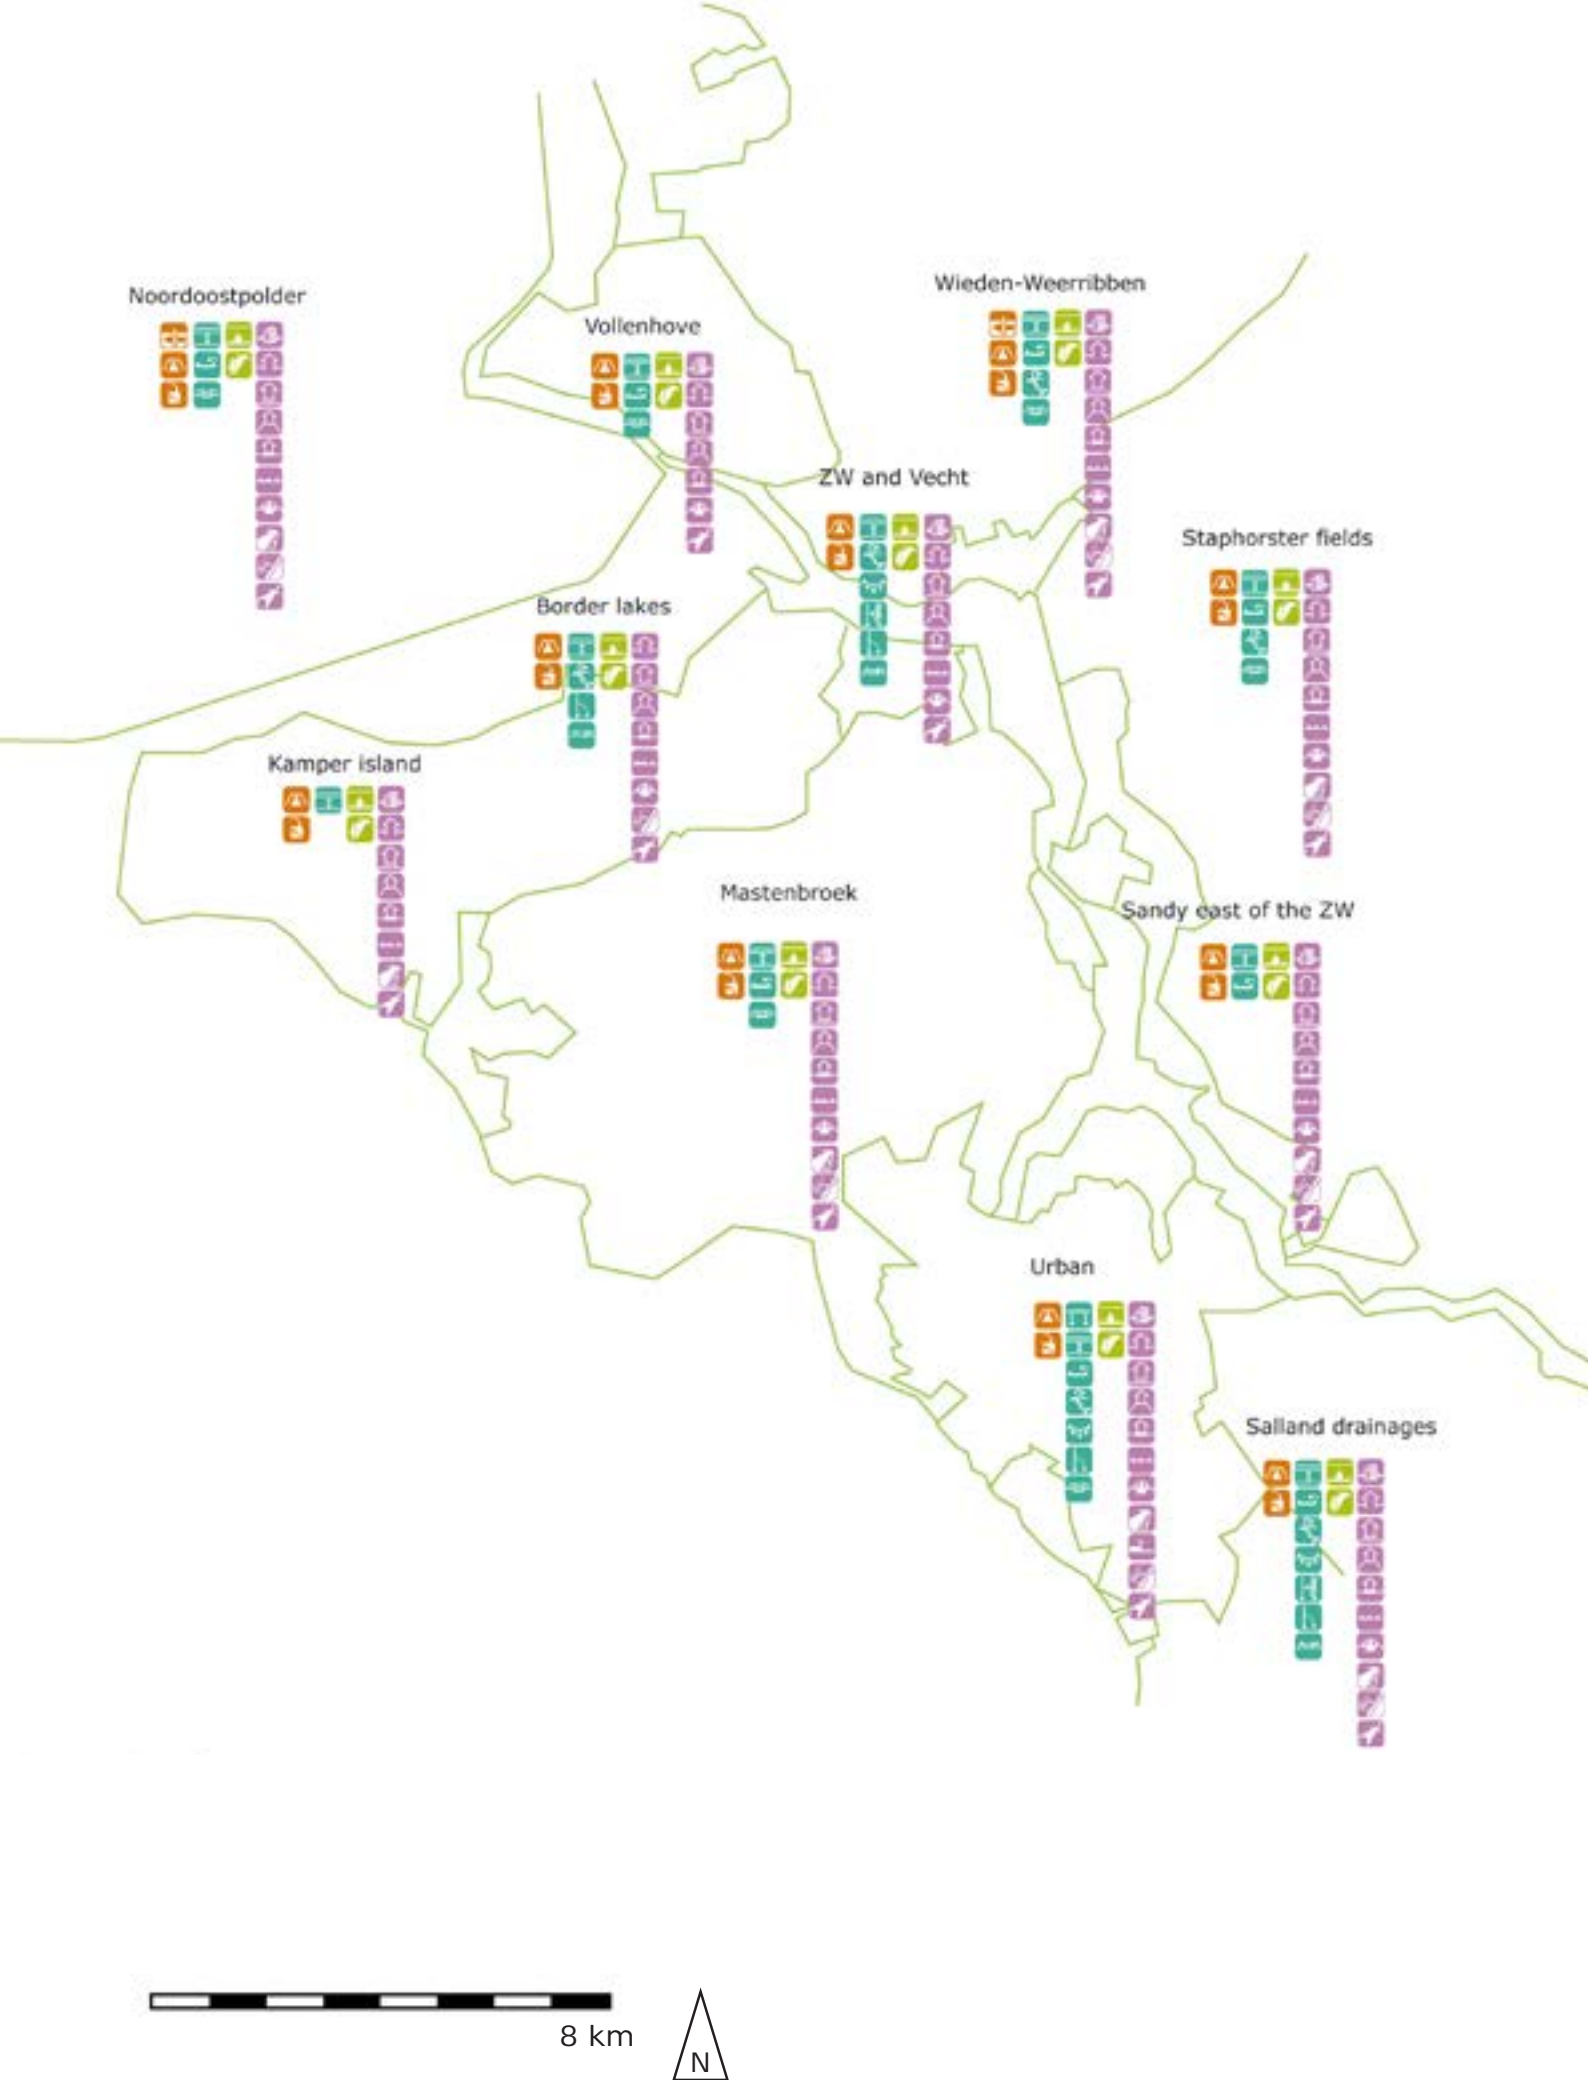 Wieden-Weerribben
Noordoostpolder
Vollenhove
ZW and Vecht
Staphorster fields
Border lakes
Kamper island
Mastenbroek
Sandy east of the ZW
Urban
Salland drainages
8 km
N